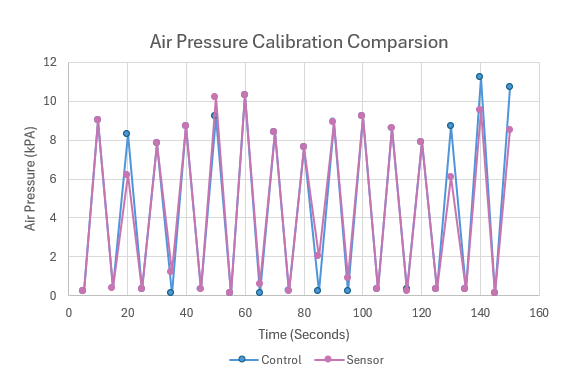 Air Pressure Calibration Comparsion
12
10
8
6
4
2
0
Air Pressure (kPA)
0 20 40 60 80 100 120 140 160
Time (Seconds)
Control Sensor